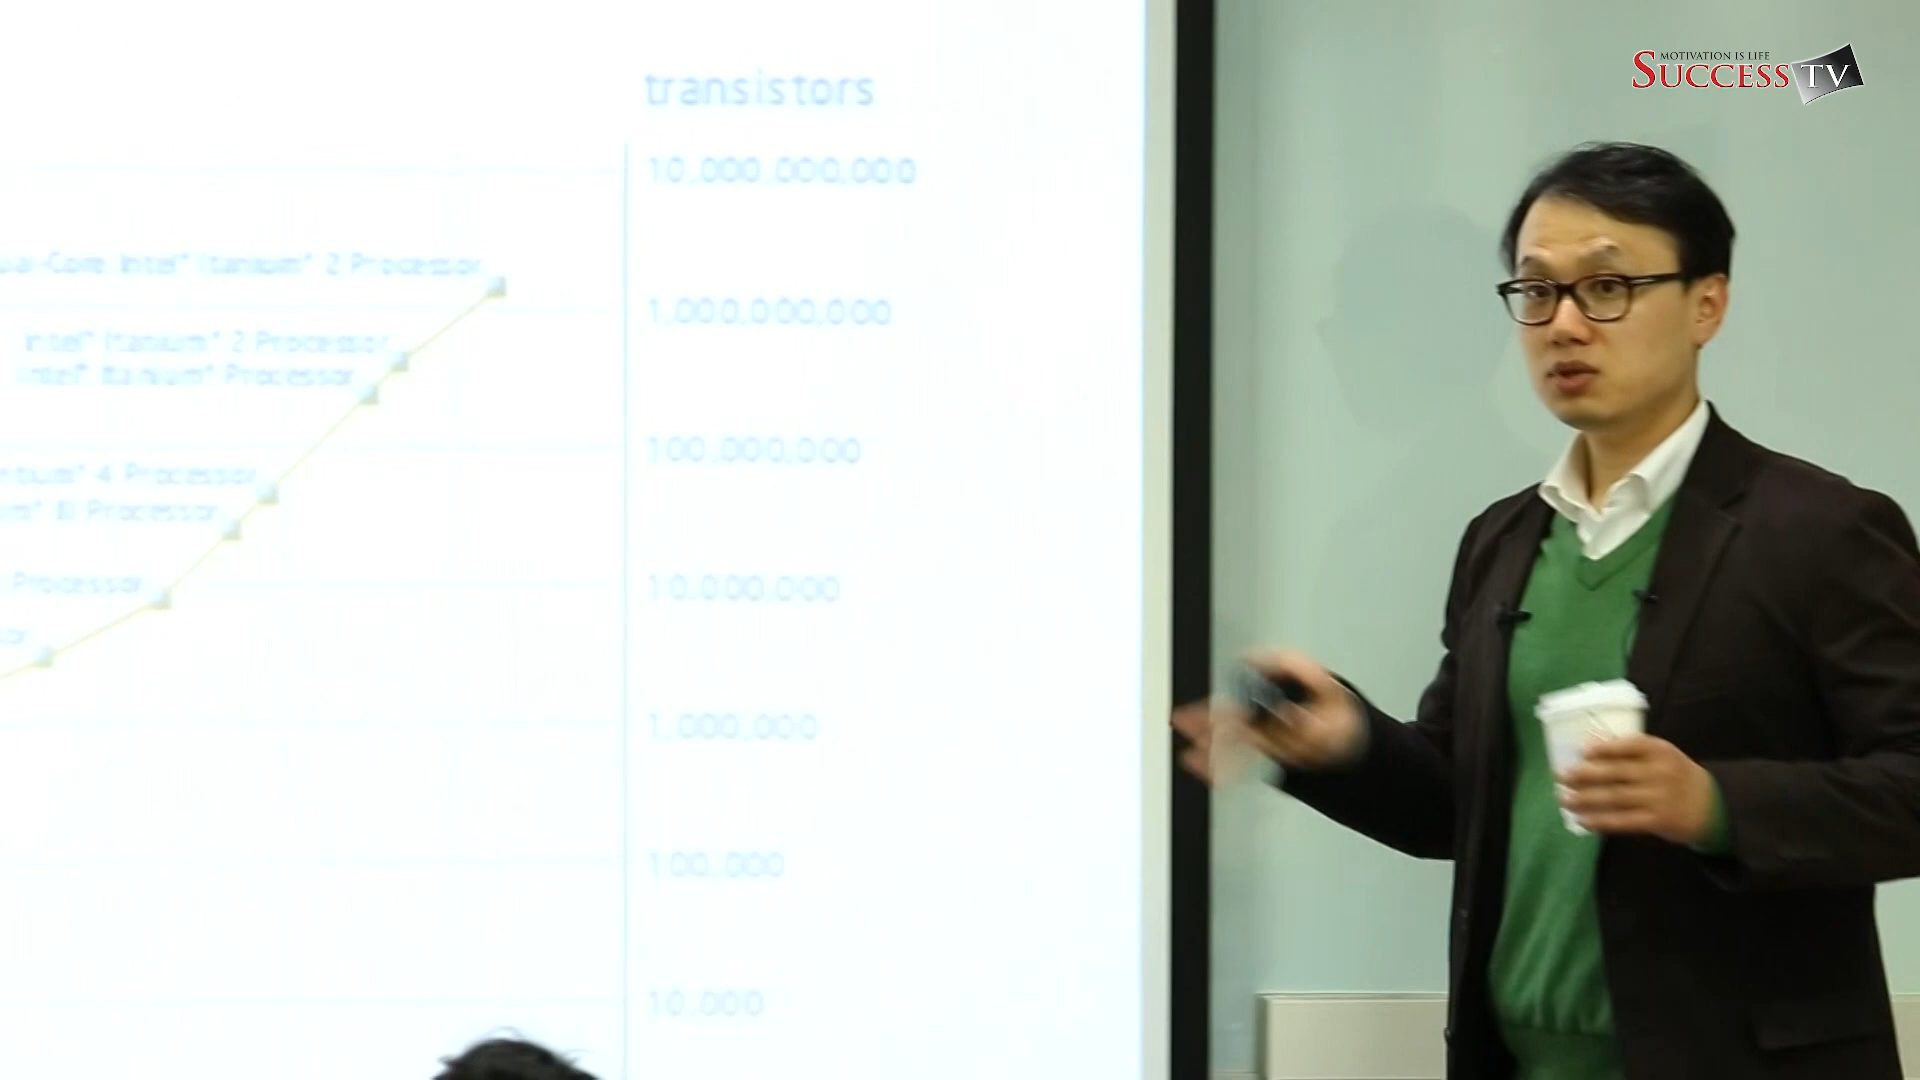 MOTIVATION IS LIFE
SUCCESS TV
transistors
10,000,000,000
Dual-Core Intel® Itanium® 2 Processor
1,000,000,000
Intel® Itanium® 2 Processor
Intel® Itanium® Processor
100,000,000
4 Processor
III Processor
10,000,000
Processor
1,000,000
100,000
10,000